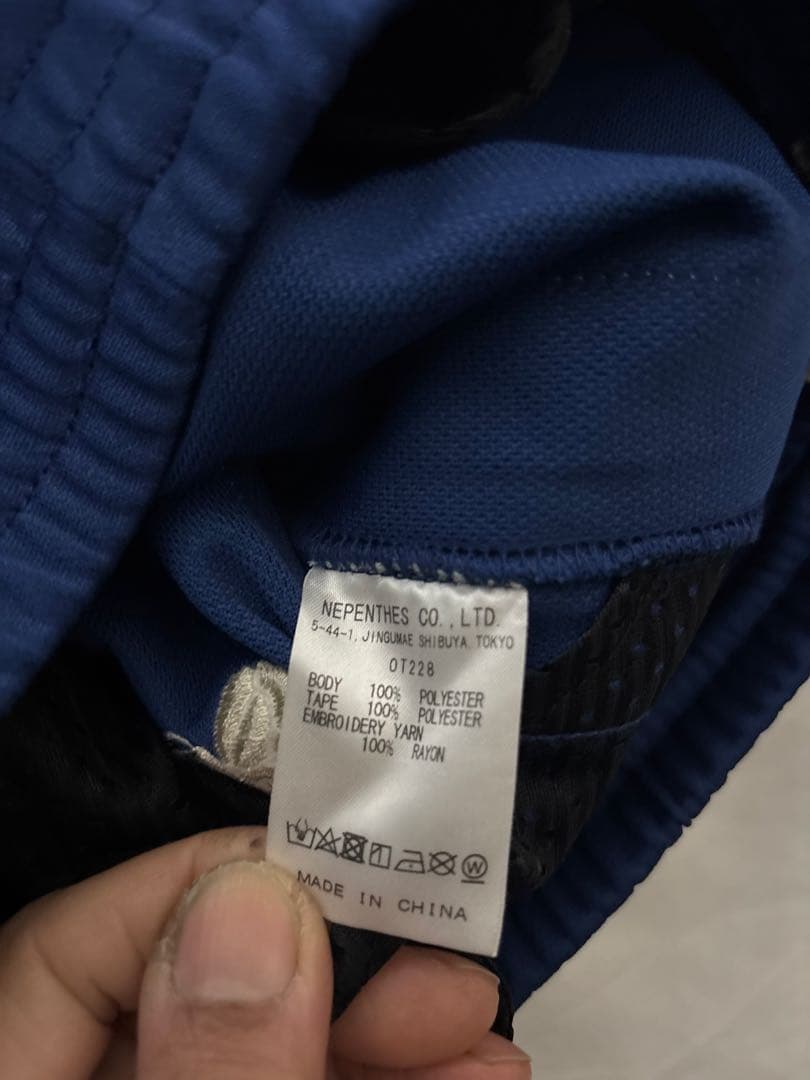 NEPENTHES CO.,LTD.
5-44-1, JINGUMAE SHIBUYA, TOKYO
OT228
BODY 100% POLYESTER
TAPE 100% POLYESTER
EMBROIDERY YARN
100% RAYON
W
MADE IN CHINA